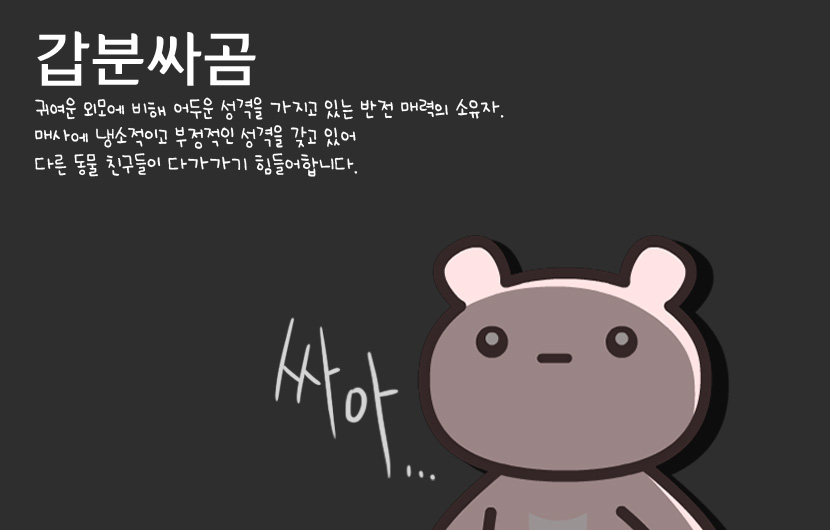 갑분싸곰
귀여운 외모에 비해 어두운 성격을 가지고 있는 반전 매력의 소유자.
매사에 냉소적이고 부정적인 성격을 갖고 있어
다른 동물 친구들이 다가가기 힘들어합니다.
싸아...